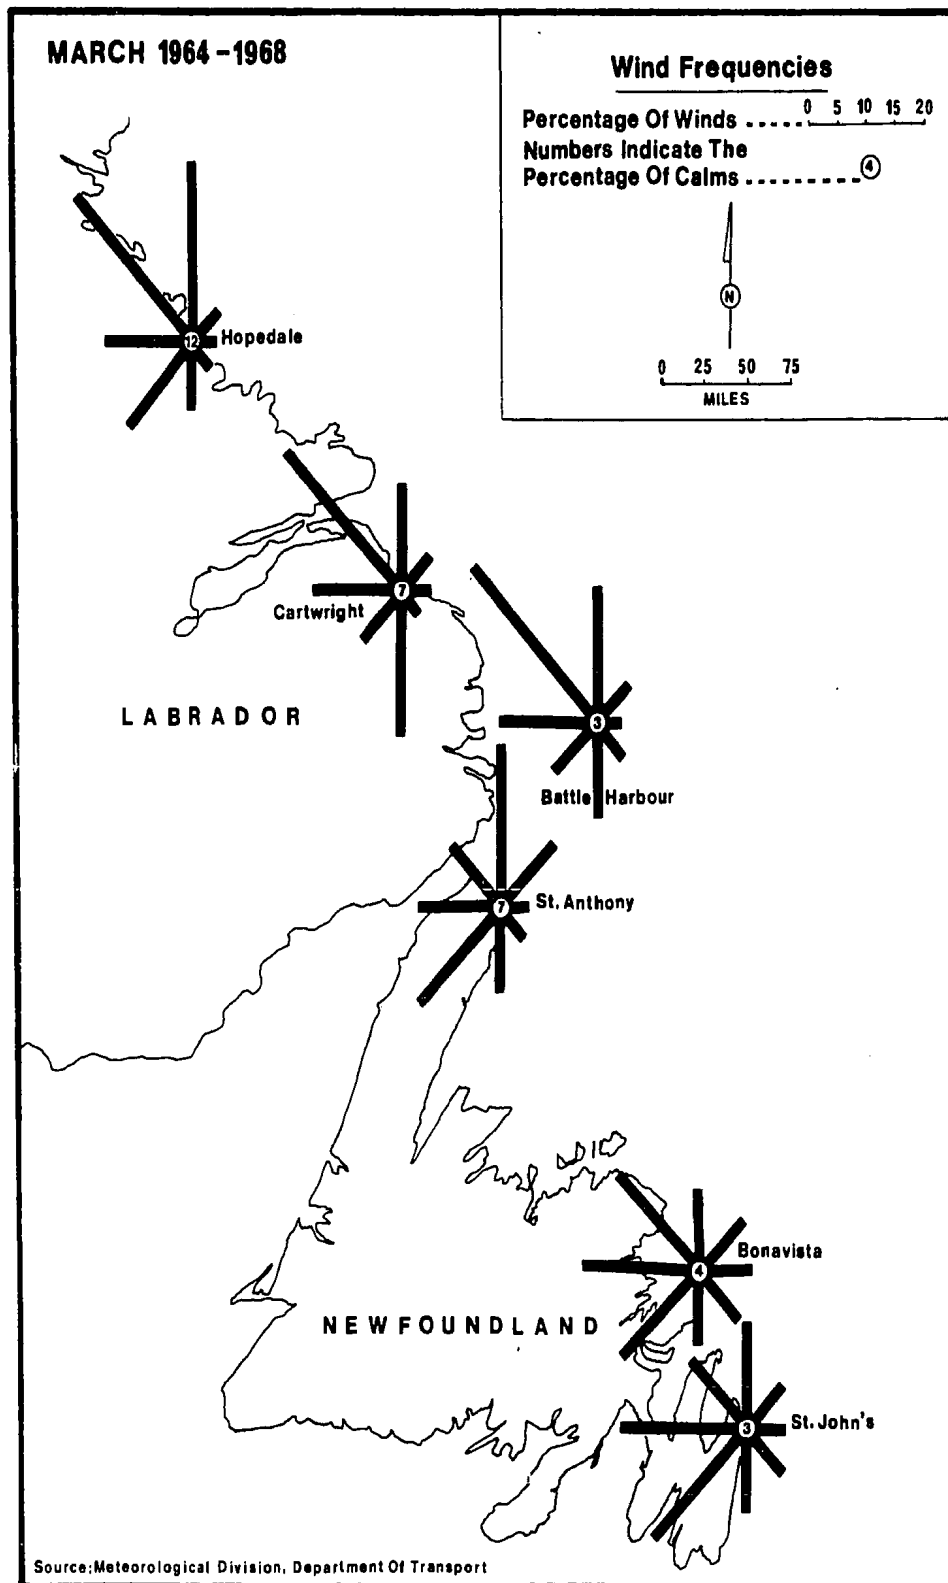 MARCH 1964-1968
Wind Frequencies
Percentage Of Winds ..... 0 5 10 15 20
Numbers Indicate The
Percentage Of Calms ........ 4
N
0 25 50 75
MILES
12 Hopedale
7
Cartwright
LABRADOR
3
Battle Harbour
7 St. Anthony
Bonavista
4
NEWFOUNDLAND
3 St. John's
Source: Meteorological Division, Department Of Transport